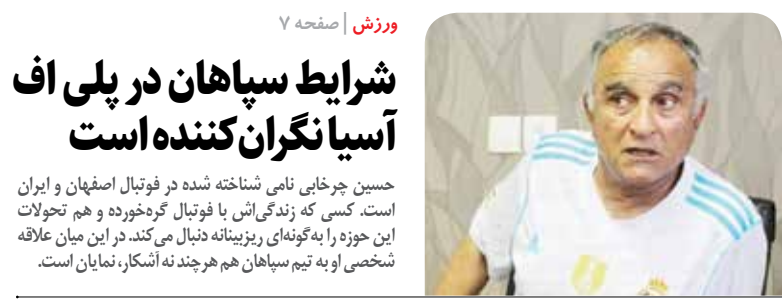 ورزش | صفحه ۷
شرایط سپاهان در پلی اف
آسیا نگران‌کننده است
حسین چرخابی نامی شناخته شده در فوتبال اصفهان و ایران
است. کسی که زندگی‌اش با فوتبال گره‌خورده و هم تحولات
این حوزه را به‌گونه‌ای ریزبینانه دنبال می‌کند. در این میان علاقه
شخصی او به تیم سپاهان هم هرچند نه آشکار، نمایان است.